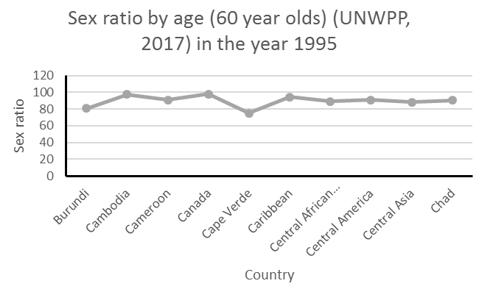 Sex ratio by age (60 year olds) (UNWPP,
2017) in the year 1995
120
100
80
60
40
20
0
Sex ratio
Burundi
Cambodia
Cameroon
Canada
Cape Verde
Caribbean
Central African...
Central America
Central Asia
Chad
Country